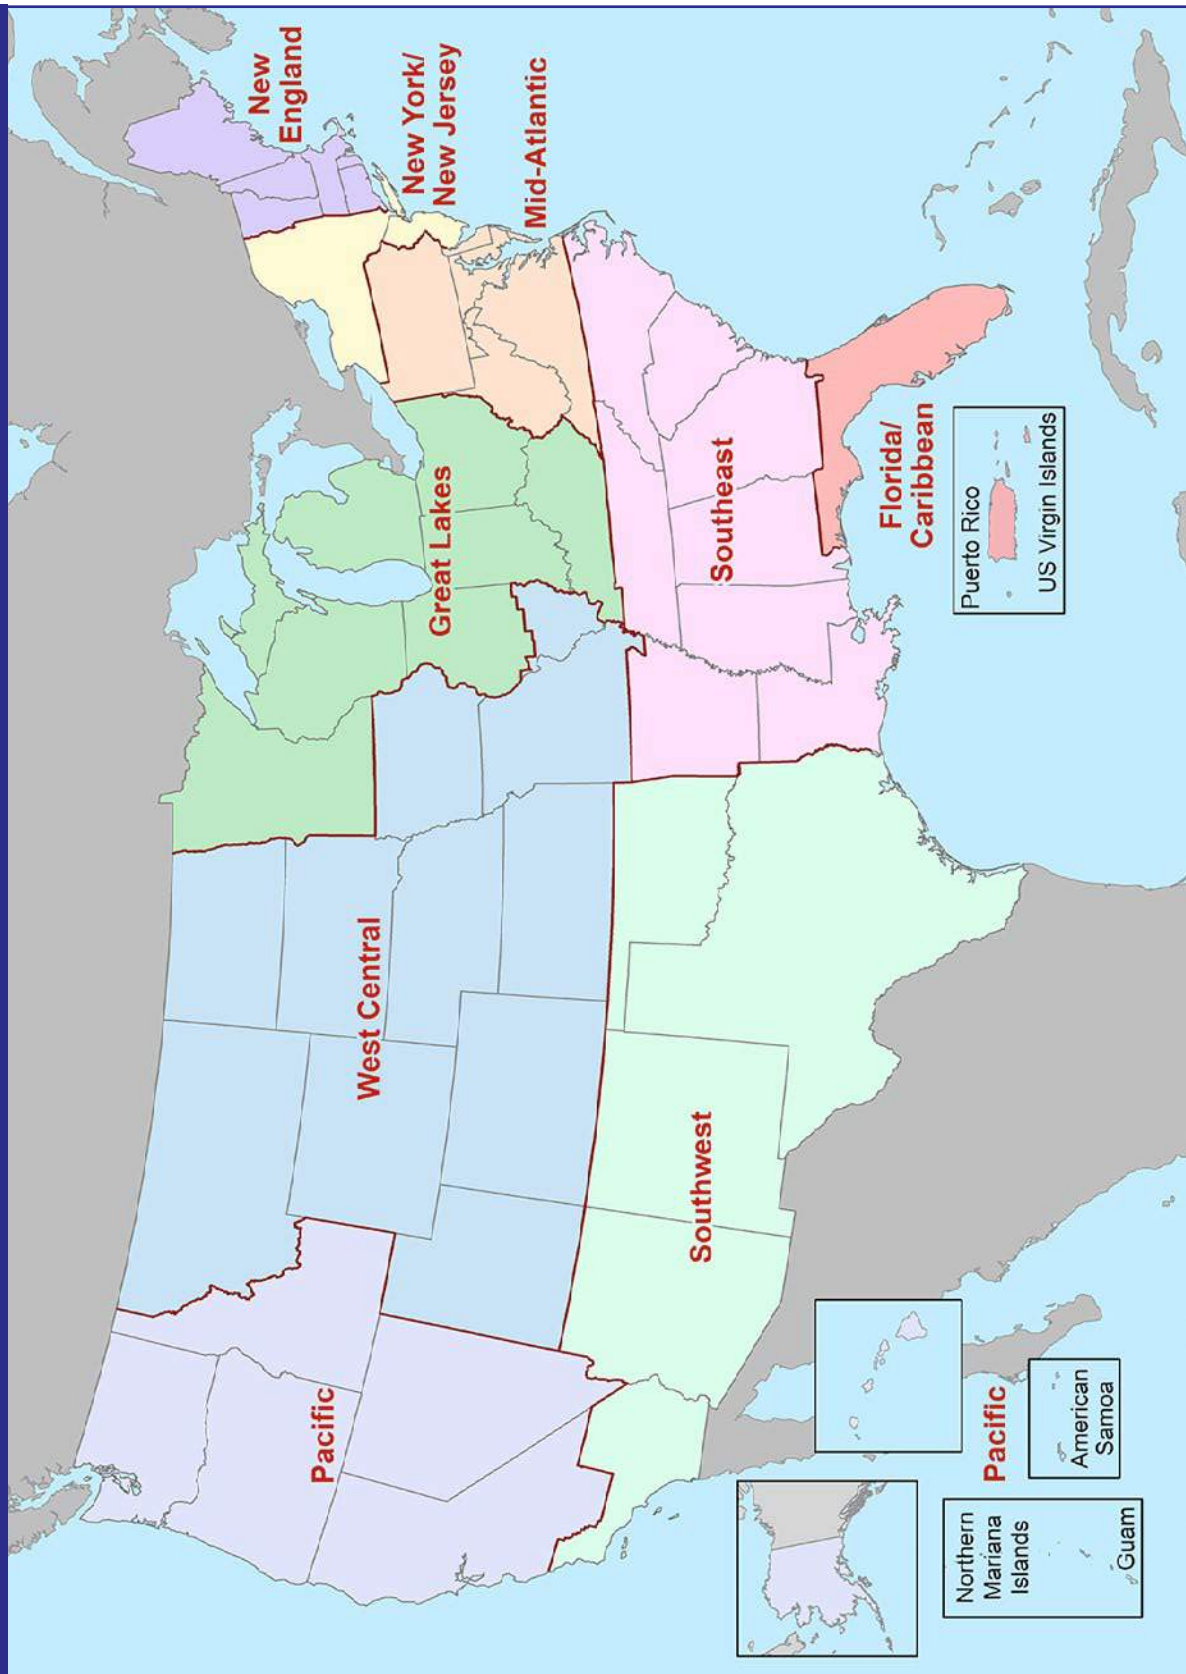 New
England
New York/
New Jersey
Mid-Atlantic
Great Lakes
West Central
Pacific
Southeast
Southwest
Florida/
Caribbean
Puerto Rico
US Virgin Islands
Pacific
American
Samoa
Northern
Mariana
Islands
Guam